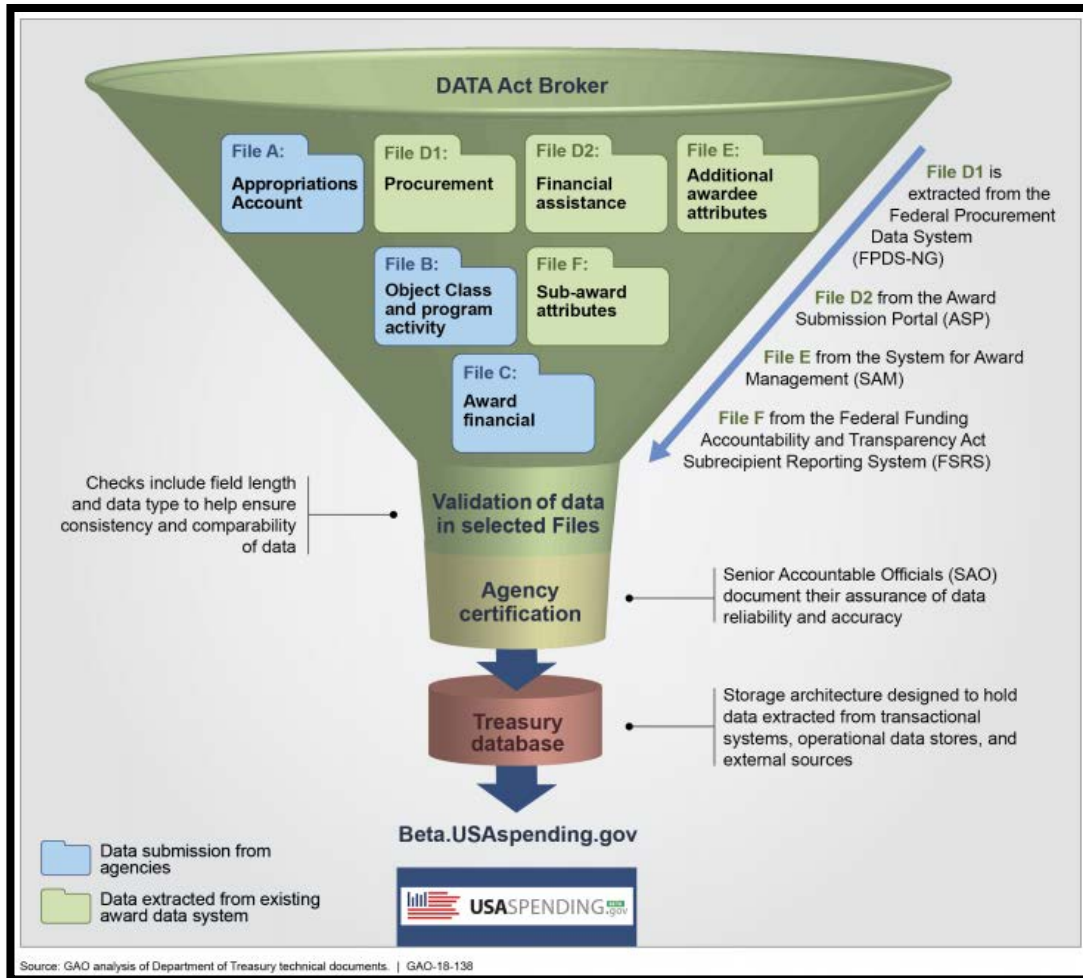 DATA Act Broker
File A:
Appropriations
Account
File D1:
Procurement
File D2:
Financial
assistance
File E:
Additional
awardee
attributes
File B:
Object Class
and program
activity
File F:
Sub-award
attributes
File C:
Award
financial
File D1 is
extracted from the
Federal Procurement
Data System
(FPDS-NG)
File D2 from the Award
Submission Portal (ASP)
File E from the System for Award
Management (SAM)
File F from the Federal Funding
Accountability and Transparency Act
Subrecipient Reporting System (FSRS)
Checks include field length
and data type to help ensure
consistency and comparability
of data
Validation of data
in selected Files
Agency
certification
Senior Accountable Officials (SAO)
document their assurance of data
reliability and accuracy
Treasury
database
Storage architecture designed to hold
data extracted from transactional
systems, operational data stores, and
external sources
Beta.USAspending.gov
Data submission from
agencies
Data extracted from existing
award data system
USASPENDING.gov
BETA
Source: GAO analysis of Department of Treasury technical documents. | GAO-18-138